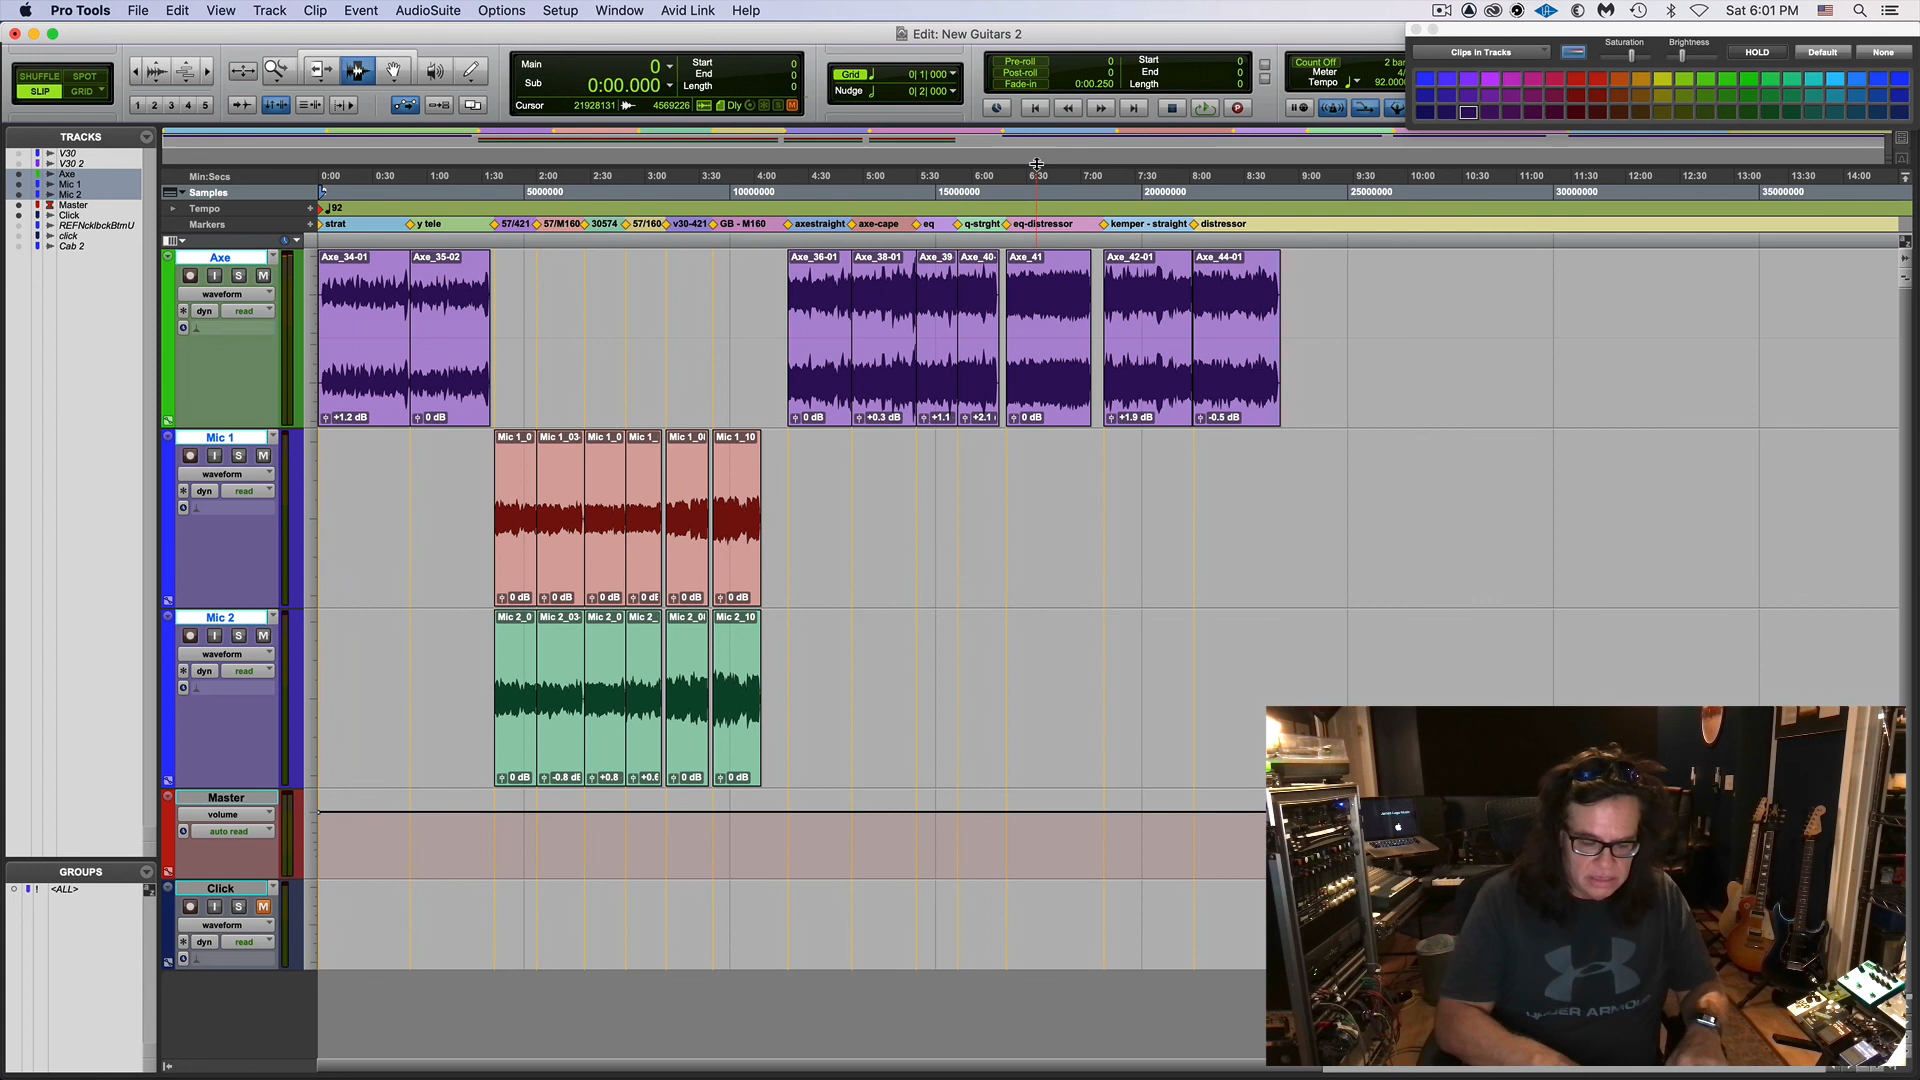 Pro Tools File Edit View Track Clip Event AudioSuite Options Setup Window Avid Link Help
Sat 6:01 PM
Edit: New Guitars 2
Clips in Tracks Saturation Brightness HOLD Default None
SHUFFLE SPOT
SLIP GRID
1 2 3 4 5
Main 0
Sub 0:00.000
Start 0
End 0
Length 0
Cursor 21928131 4569226 Dly
Grid 0| 1| 000
Nudge 0| 2| 000
Pre-roll 0
Post-roll 0
Fade-in 0:00.250
Start 0
End 0
Length 0
Count Off 2 bar
Meter 4/
Tempo 92.000
TRACKS
V30
V30 2
Axe
Mic 1
Mic 2
Master
Click
click
Cab 2
GROUPS
! <ALL>
Min:Secs 0:00 0:30 1:00 1:30 2:00 2:30 3:00 3:30 4:00 4:30 5:00 5:30 6:00 6:30 7:00 7:30 8:00 8:30 9:00 9:30 10:00 10:30 11:00 11:30 12:00 12:30 13:00 13:30 14:00
Samples 5000000 10000000 15000000 20000000 25000000 30000000 35000000
Tempo 92
Markers strat y tele 57/421 57/M160 30574 57/160 v30-421 GB - M160 axestraight axe-cape eq q-strght eq-distressor kemper - straight distressor
Axe
I S M
waveform
dyn read
Axe_34-01 Axe_35-02 Axe_36-01 Axe_38-01 Axe_39 Axe_40- Axe_41 Axe_42-01 Axe_44-01
+1.2 dB 0 dB 0 dB +0.3 dB +1.1 +2.1 0 dB +1.9 dB -0.5 dB
Mic 1
I S M
waveform
dyn read
Mic 1_0 Mic 1_03- Mic 1_0 Mic 1_ Mic 1_0 Mic 1_10
0 dB 0 dB 0 dB 0 dB 0 dB 0 dB
Mic 2
I S M
waveform
dyn read
Mic 2_0 Mic 2_03- Mic 2_0 Mic 2_ Mic 2_0 Mic 2_10
0 dB -0.8 dB +0.8 +0.6 0 dB 0 dB
Master
volume
auto read
Click
I S M
waveform
dyn read
UNDER ARMOUR